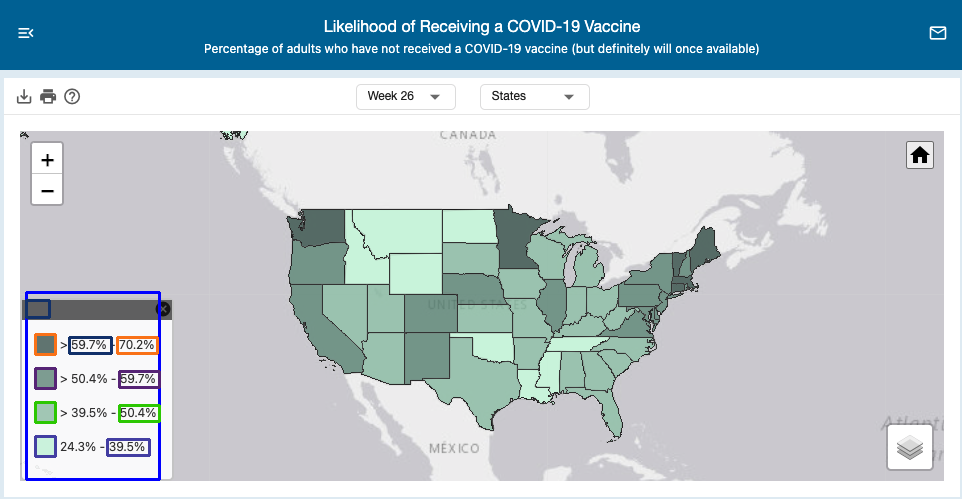 Likelihood of Receiving a COVID-19 Vaccine
Percentage of adults who have not received a COVID-19 vaccine (but definitely will once available)
Week 26
States
CANADA
+
−
UNITED STATES
> 59.7% - 70.2%
> 50.4% - 59.7%
> 39.5% - 50.4%
24.3% - 39.5%
MÉXICO